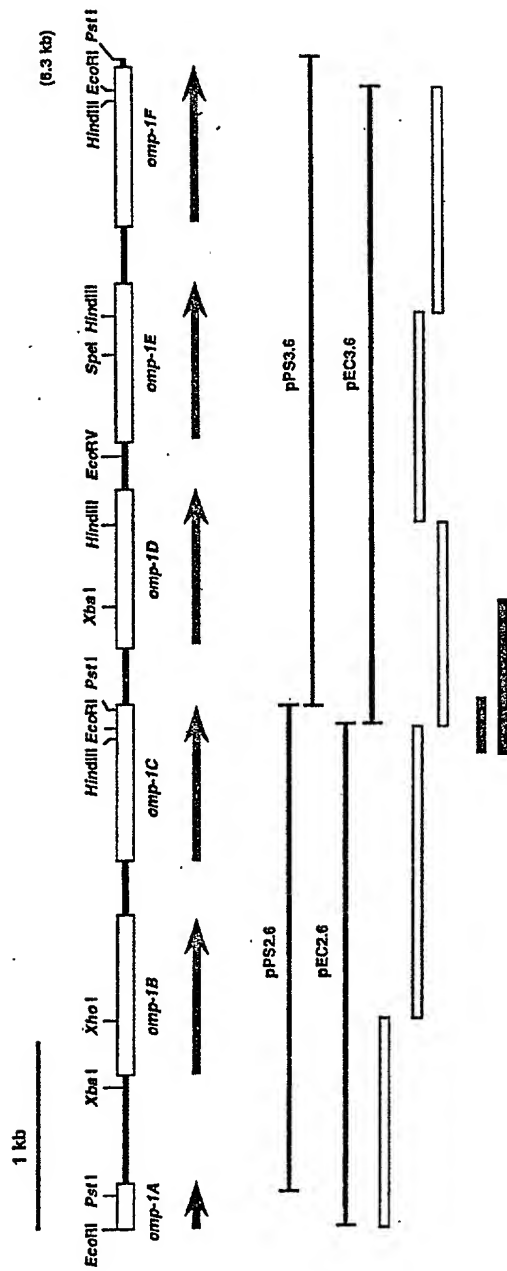 1 kb
(6.3 kb)
EcoRI PstI XbaI XhoI HindIII EcoRI PstI XbaI HindIII EcoRV SpeI HindIII HindIII EcoRI PstI
omp-1A omp-1B omp-1C omp-1D omp-1E omp-1F
pPS2.6 pPS3.6
pEC2.6 pEC3.6